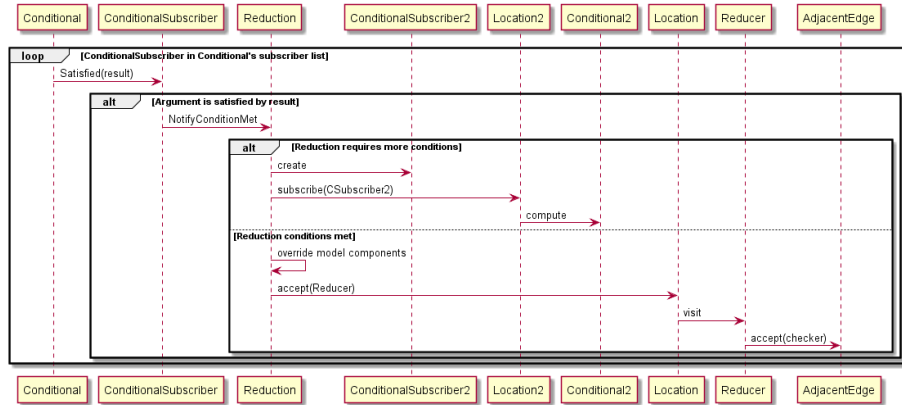 Conditional ConditionalSubscriber Reduction ConditionalSubscriber2 Location2 Conditional2 Location Reducer AdjacentEdge
loop [ConditionalSubscriber in Conditional's subscriber list]
Satisfied(result)
alt [Argument is satisfied by result]
NotifyConditionMet
alt [Reduction requires more conditions]
create
subscribe(CSubscriber2)
compute
[Reduction conditions met]
override model components
accept(Reducer)
visit
accept(checker)
Conditional ConditionalSubscriber Reduction ConditionalSubscriber2 Location2 Conditional2 Location Reducer AdjacentEdge